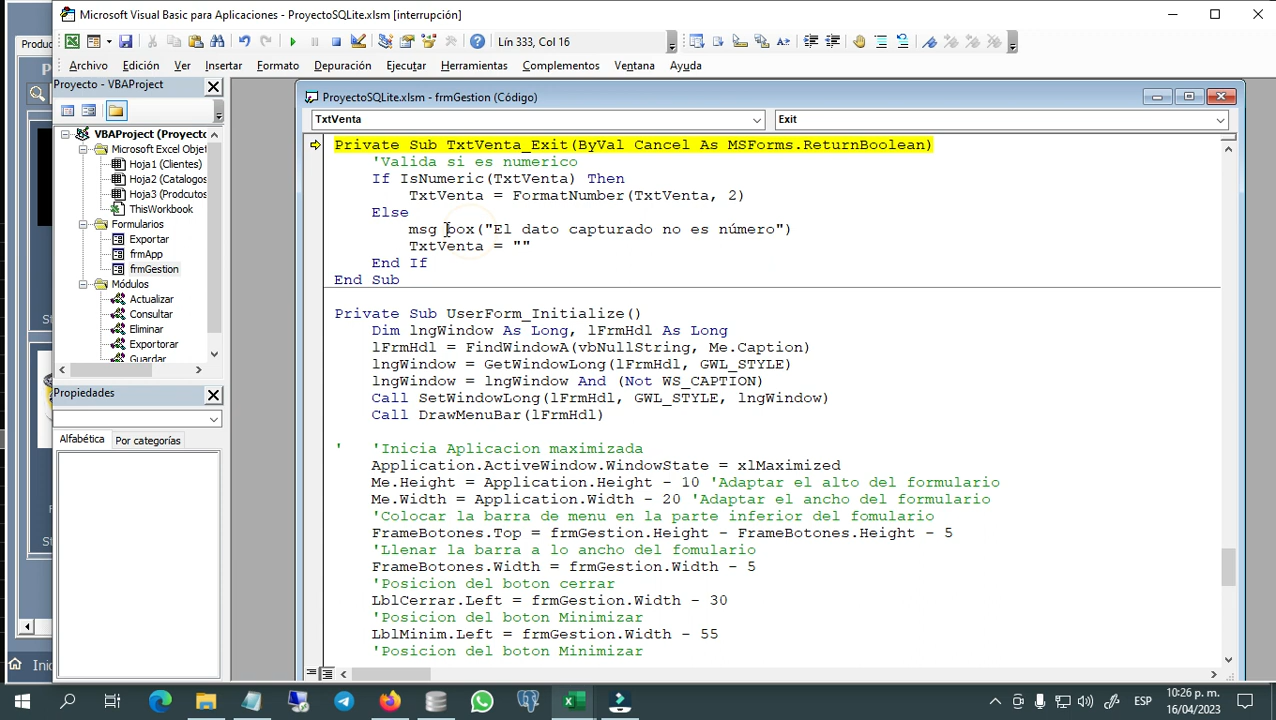 Microsoft Visual Basic para Aplicaciones - ProyectoSQLite.xlsm [interrupción]
Lín 333, Col 16
Archivo Edición Ver Insertar Formato Depuración Ejecutar Herramientas Complementos Ventana Ayuda
Proyecto - VBAProject
VBAProject (Proyecto
Microsoft Excel Objet
Hoja1 (Clientes)
Hoja2 (Catalogos
Hoja3 (Prodcutos
ThisWorkbook
Formularios
Exportar
frmApp
frmGestion
Módulos
Actualizar
Consultar
Eliminar
Exportorar
Guardar
Propiedades
Alfabética Por categorías
ProyectoSQLite.xlsm - frmGestion (Código)
TxtVenta Exit
Private Sub TxtVenta_Exit(ByVal Cancel As MSForms.ReturnBoolean)
'Valida si es numerico
If IsNumeric(TxtVenta) Then
TxtVenta = FormatNumber(TxtVenta, 2)
Else
msg box("El dato capturado no es número")
TxtVenta = ""
End If
End Sub
Private Sub UserForm_Initialize()
Dim lngWindow As Long, lFrmHdl As Long
lFrmHdl = FindWindowA(vbNullString, Me.Caption)
lngWindow = GetWindowLong(lFrmHdl, GWL_STYLE)
lngWindow = lngWindow And (Not WS_CAPTION)
Call SetWindowLong(lFrmHdl, GWL_STYLE, lngWindow)
Call DrawMenuBar(lFrmHdl)
' 'Inicia Aplicacion maximizada
Application.ActiveWindow.WindowState = xlMaximized
Me.Height = Application.Height - 10 'Adaptar el alto del formulario
Me.Width = Application.Width - 20 'Adaptar el ancho del formulario
'Colocar la barra de menu en la parte inferior del fomulario
FrameBotones.Top = frmGestion.Height - FrameBotones.Height - 5
'Llenar la barra a lo ancho del fomulario
FrameBotones.Width = frmGestion.Width - 5
'Posicion del boton cerrar
LblCerrar.Left = frmGestion.Width - 30
'Posicion del boton Minimizar
LblMinim.Left = frmGestion.Width - 55
'Posicion del boton Minimizar
Produc
Inic
ESP
10:26 p. m.
16/04/2023